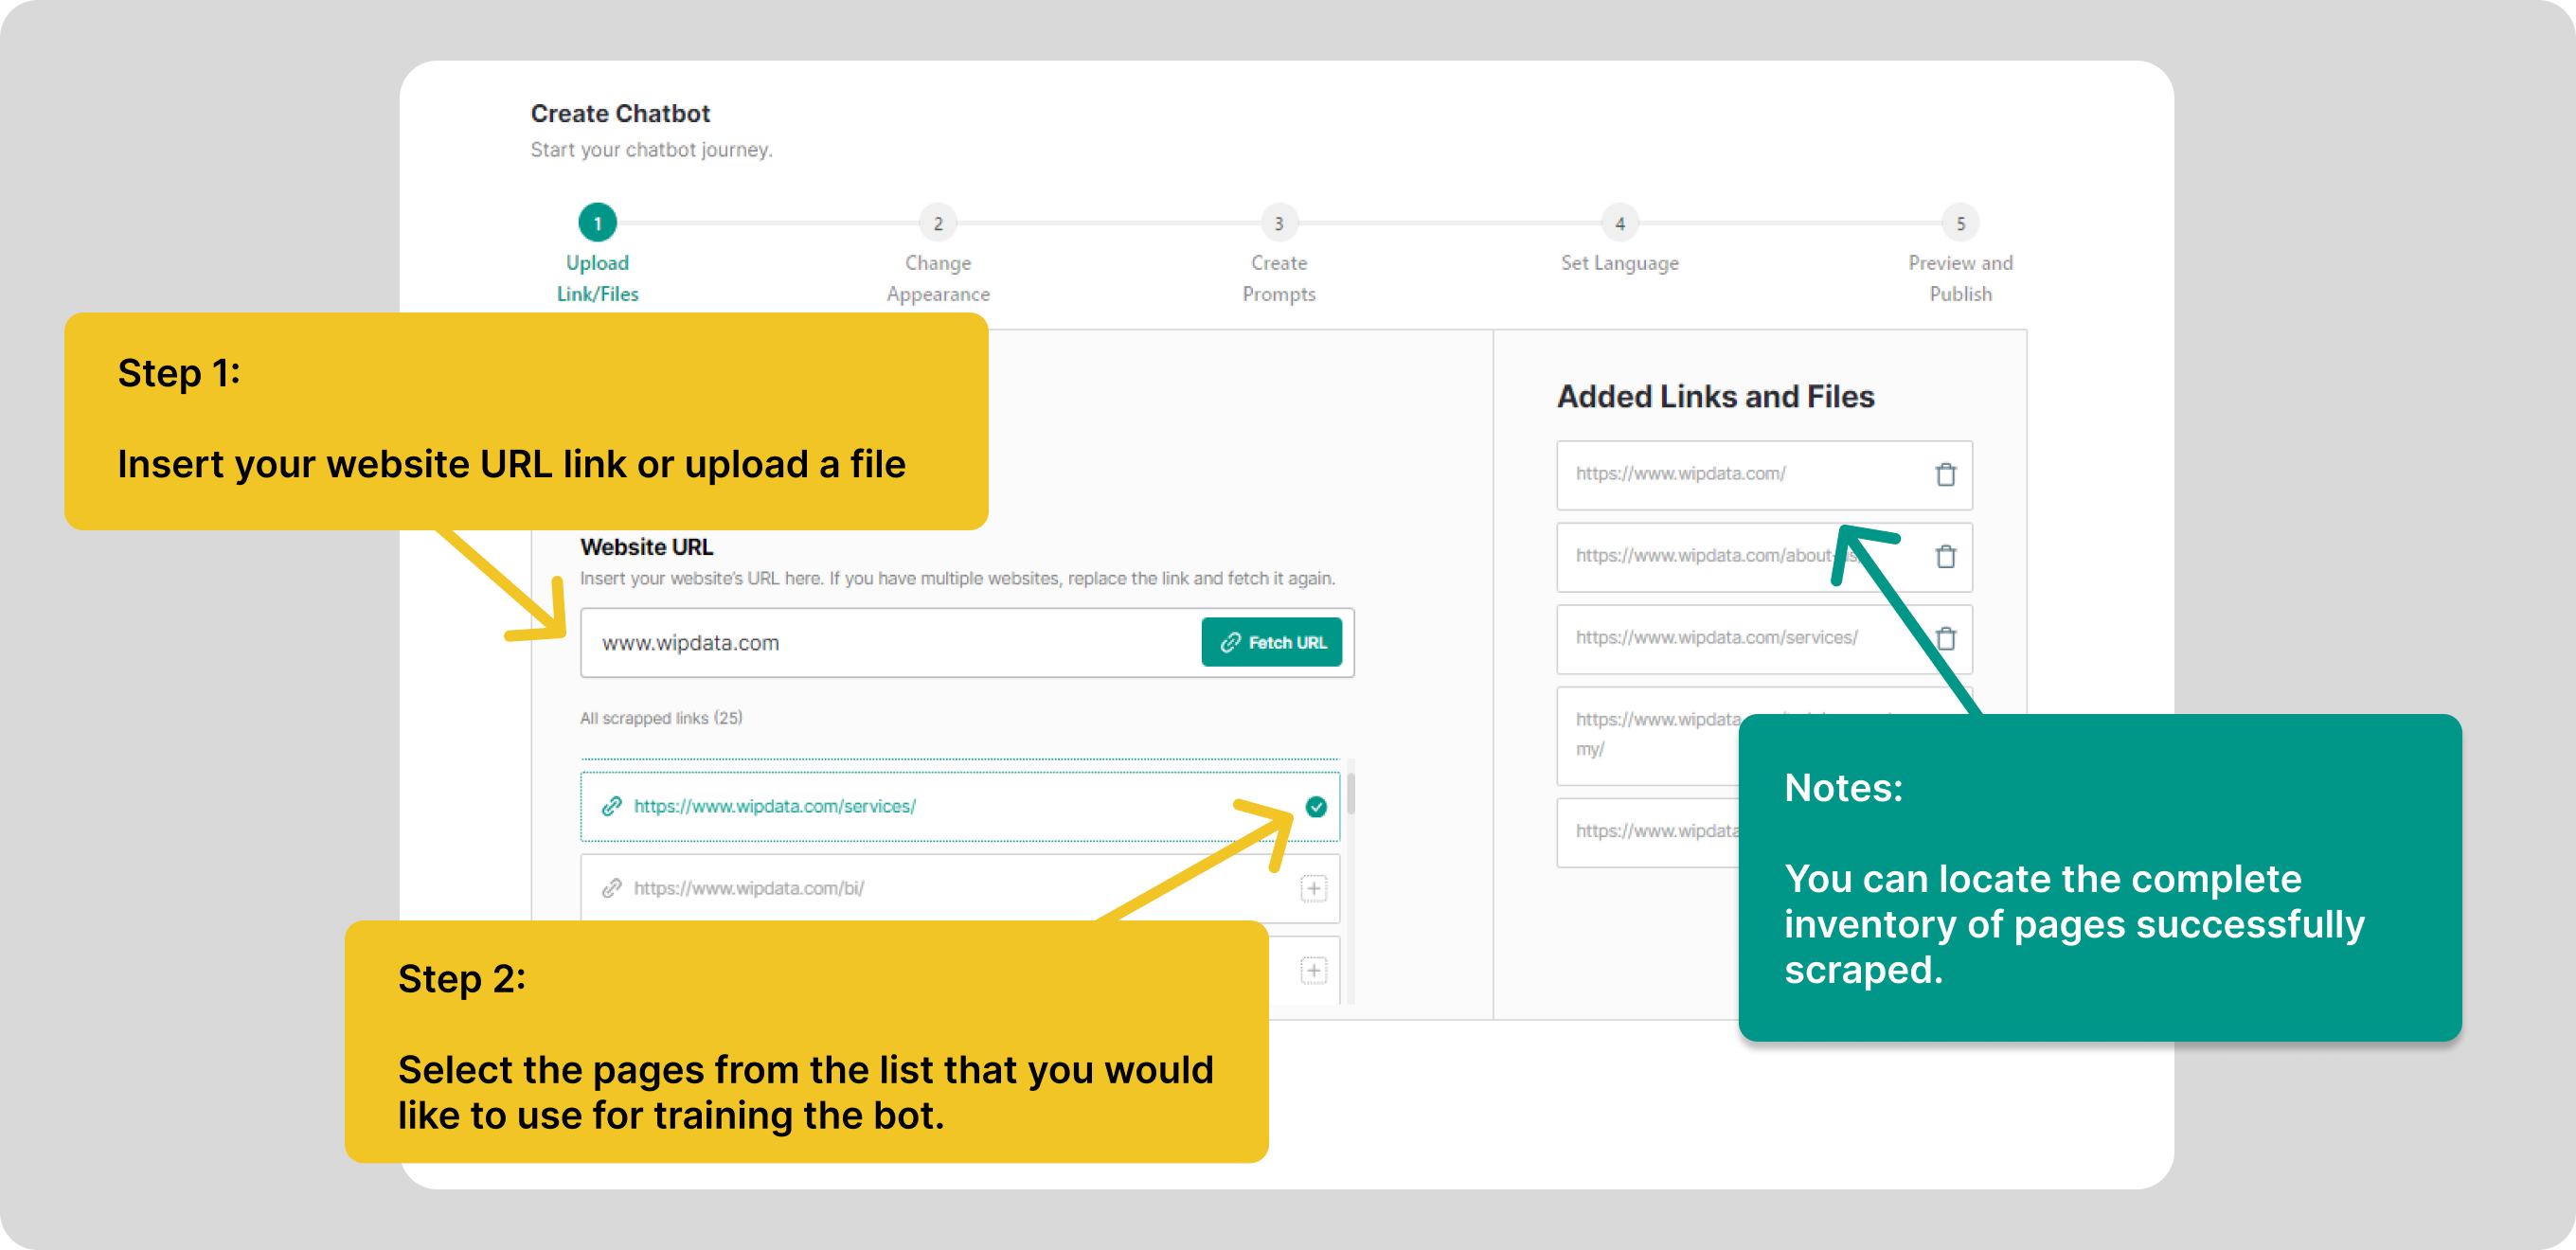 Create Chatbot
Start your chatbot journey.
1
2
3
4
5
Upload
Link/Files
Change
Appearance
Create
Prompts
Set Language
Preview and
Publish
Step 1:
Insert your website URL link or upload a file
Website URL
Insert your website's URL here. If you have multiple websites, replace the link and fetch it again.
www.wipdata.com
Fetch URL
All scrapped links (25)
https://www.wipdata.com/services/
https://www.wipdata.com/bi/
Step 2:
Select the pages from the list that you would
like to use for training the bot.
Added Links and Files
https://www.wipdata.com/
https://www.wipdata.com/about-us/
https://www.wipdata.com/services/
https://www.wipdata
my/
https://www.wipdata
Notes:
You can locate the complete
inventory of pages successfully
scraped.